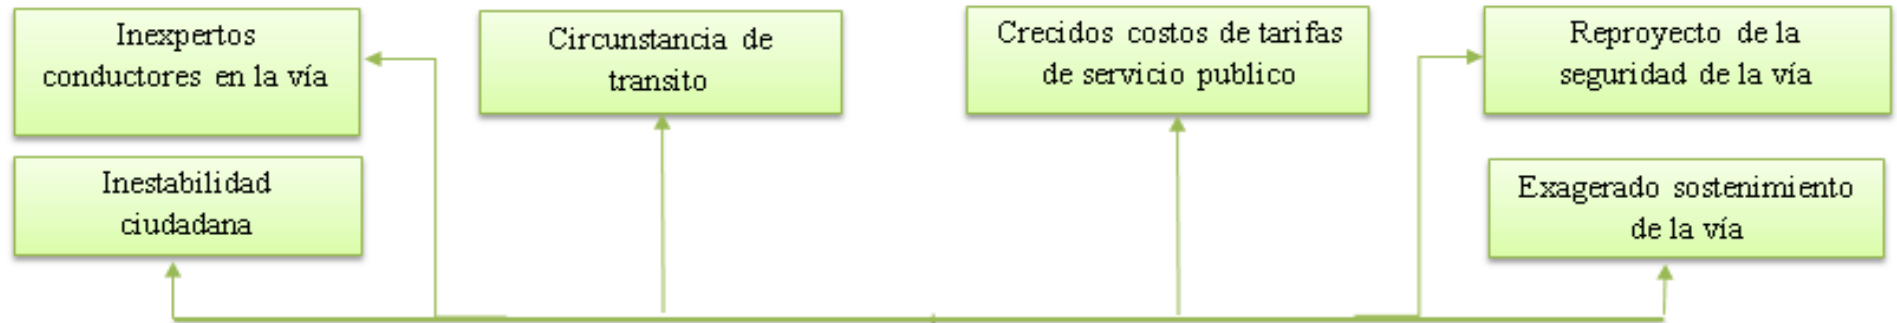 Inexpertos
conductores en la vía
Circunstancia de
transito
Crecidos costos de tarifas
de servicio publico
Reproyecto de la
seguridad de la vía
Inestabilidad
ciudadana
Exagerado sostenimiento
de la vía